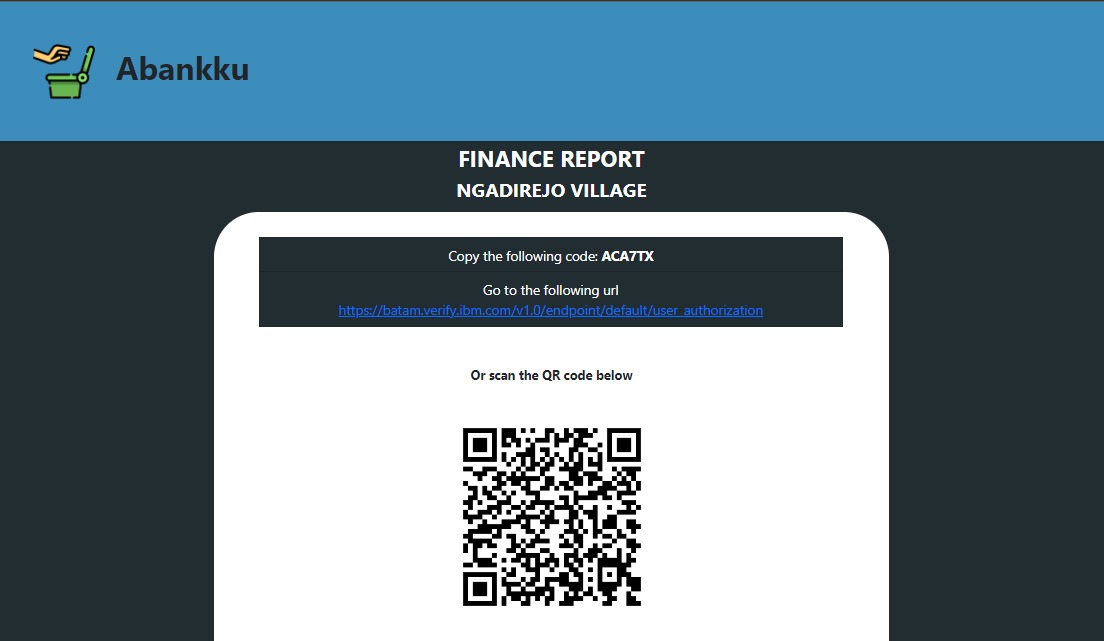 Abankku
FINANCE REPORT
NGADIREJO VILLAGE
Copy the following code: ACA7TX
Go to the following url
https://batam.verify.ibm.com/v1.0/endpoint/default/user_authorization
Or scan the QR code below